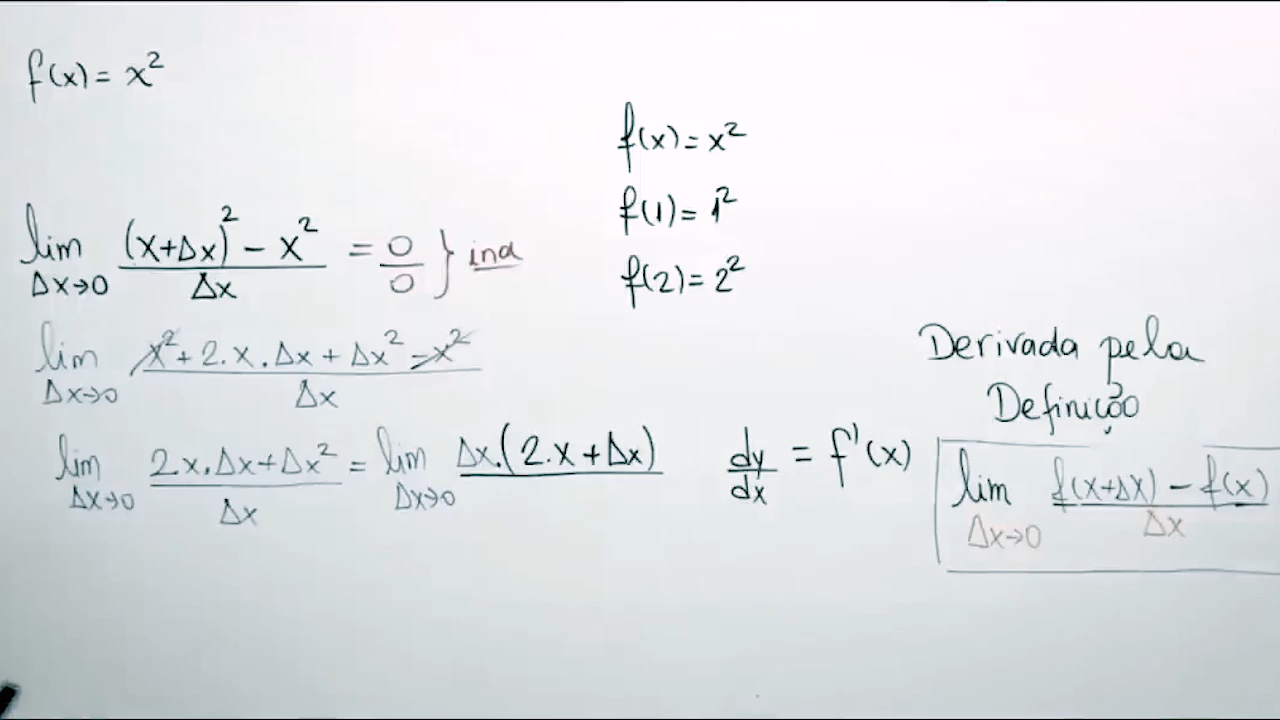 f(x) = x²
f(x) = x²
f(1) = 1²
f(2) = 2²
lim Δx→0 (x+Δx)² - x² / Δx = 0/0 } ind
lim Δx→0 x² + 2.x.Δx + Δx² - x² / Δx
lim Δx→0 2x.Δx + Δx² / Δx = lim Δx→0 Δx.(2.x + Δx)
Derivada pela
Definição
dy/dx = f'(x)
lim Δx→0 f(x+Δx) - f(x) / Δx